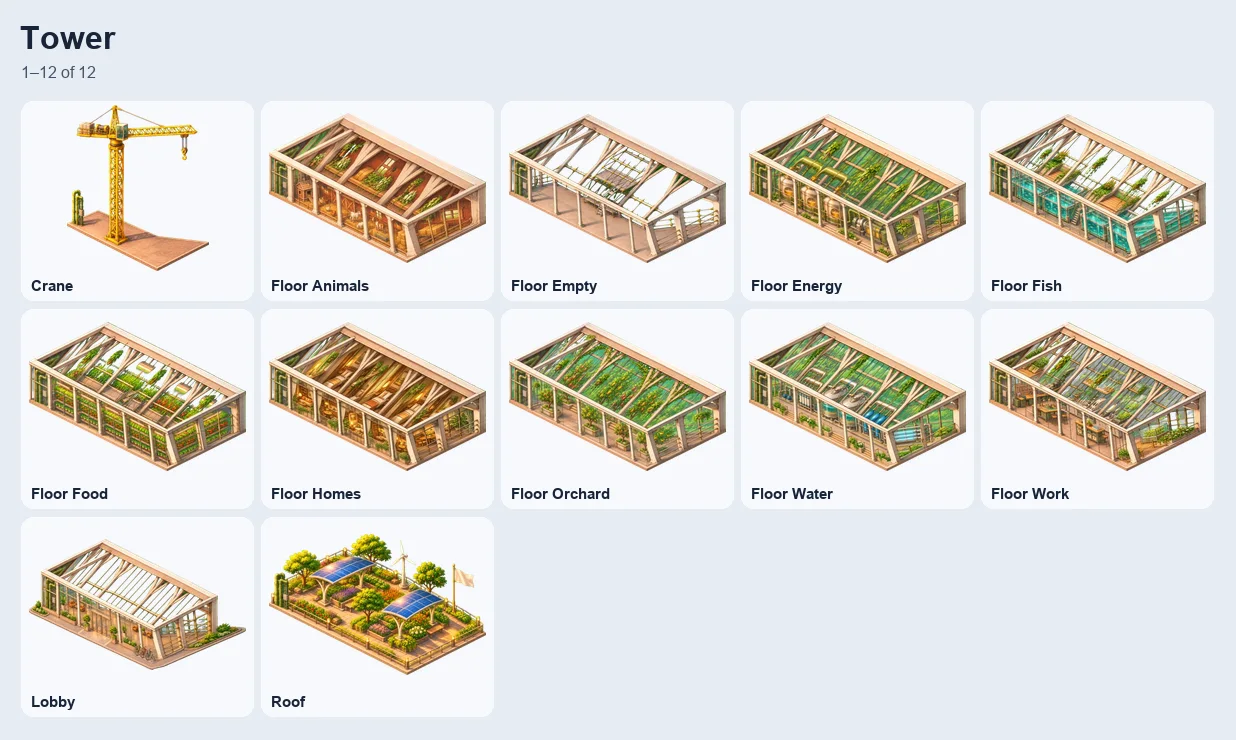 Tower
1–12 of 12
Crane
Floor Animals
Floor Empty
Floor Energy
Floor Fish
Floor Food
Floor Homes
Floor Orchard
Floor Water
Floor Work
Lobby
Roof